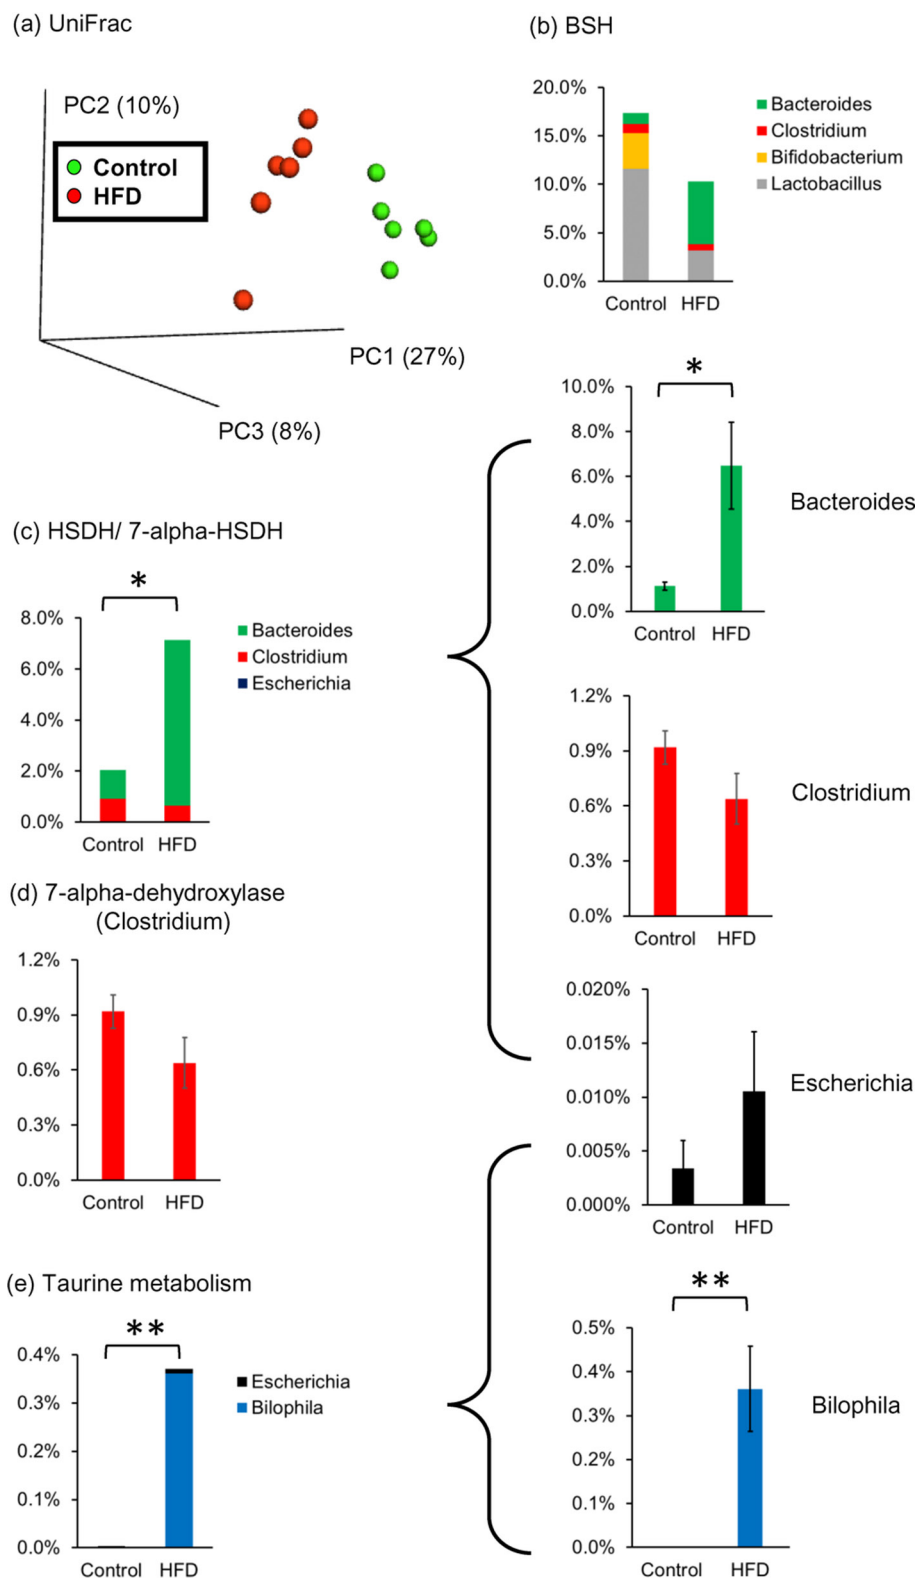 (a) UniFrac
PC2 (10%)
Control
HFD
PC1 (27%)
PC3 (8%)
(b) BSH
20.0%
15.0%
10.0%
5.0%
0.0%
Control HFD
Bacteroides
Clostridium
Bifidobacterium
Lactobacillus
*
10.0%
8.0%
6.0%
4.0%
2.0%
0.0%
Control HFD
Bacteroides
(c) HSDH/ 7-alpha-HSDH
*
8.0%
6.0%
4.0%
2.0%
0.0%
Control HFD
Bacteroides
Clostridium
Escherichia
1.2%
0.9%
0.6%
0.3%
0.0%
Control HFD
Clostridium
(d) 7-alpha-dehydroxylase
(Clostridium)
1.2%
0.9%
0.6%
0.3%
0.0%
Control HFD
0.020%
0.015%
0.010%
0.005%
0.000%
Control HFD
Escherichia
(e) Taurine metabolism
**
0.4%
0.3%
0.2%
0.1%
0.0%
Control HFD
Escherichia
Bilophila
**
0.5%
0.4%
0.3%
0.2%
0.1%
0.0%
Control HFD
Bilophila